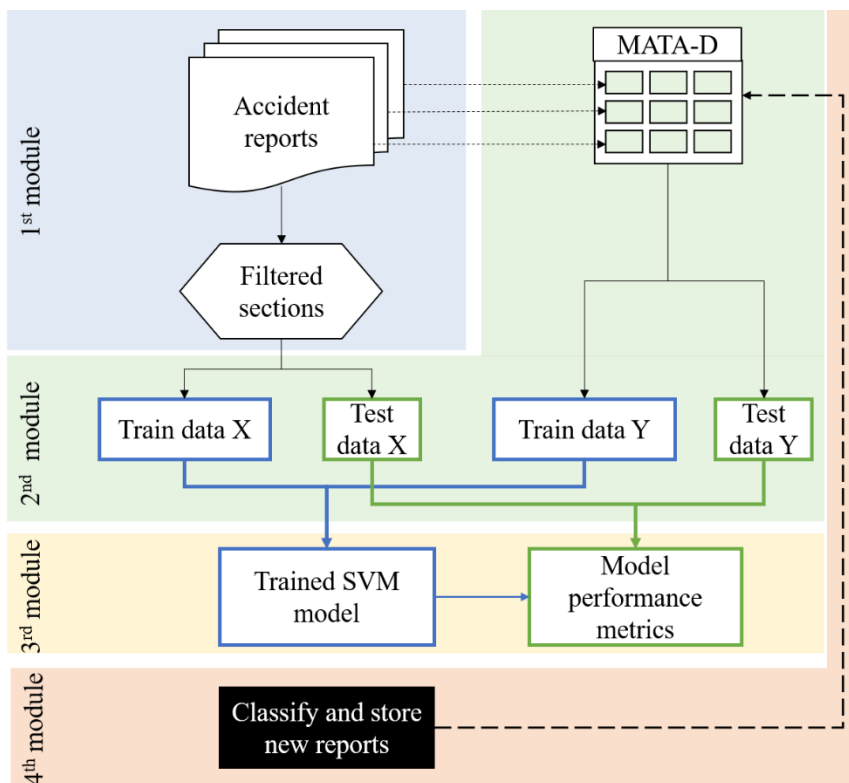 1st module
Accident
reports
MATA-D
Filtered
sections
2nd module
Train data X
Test
data X
Train data Y
Test
data Y
3rd module
Trained SVM
model
Model
performance
metrics
4th module
Classify and store
new reports